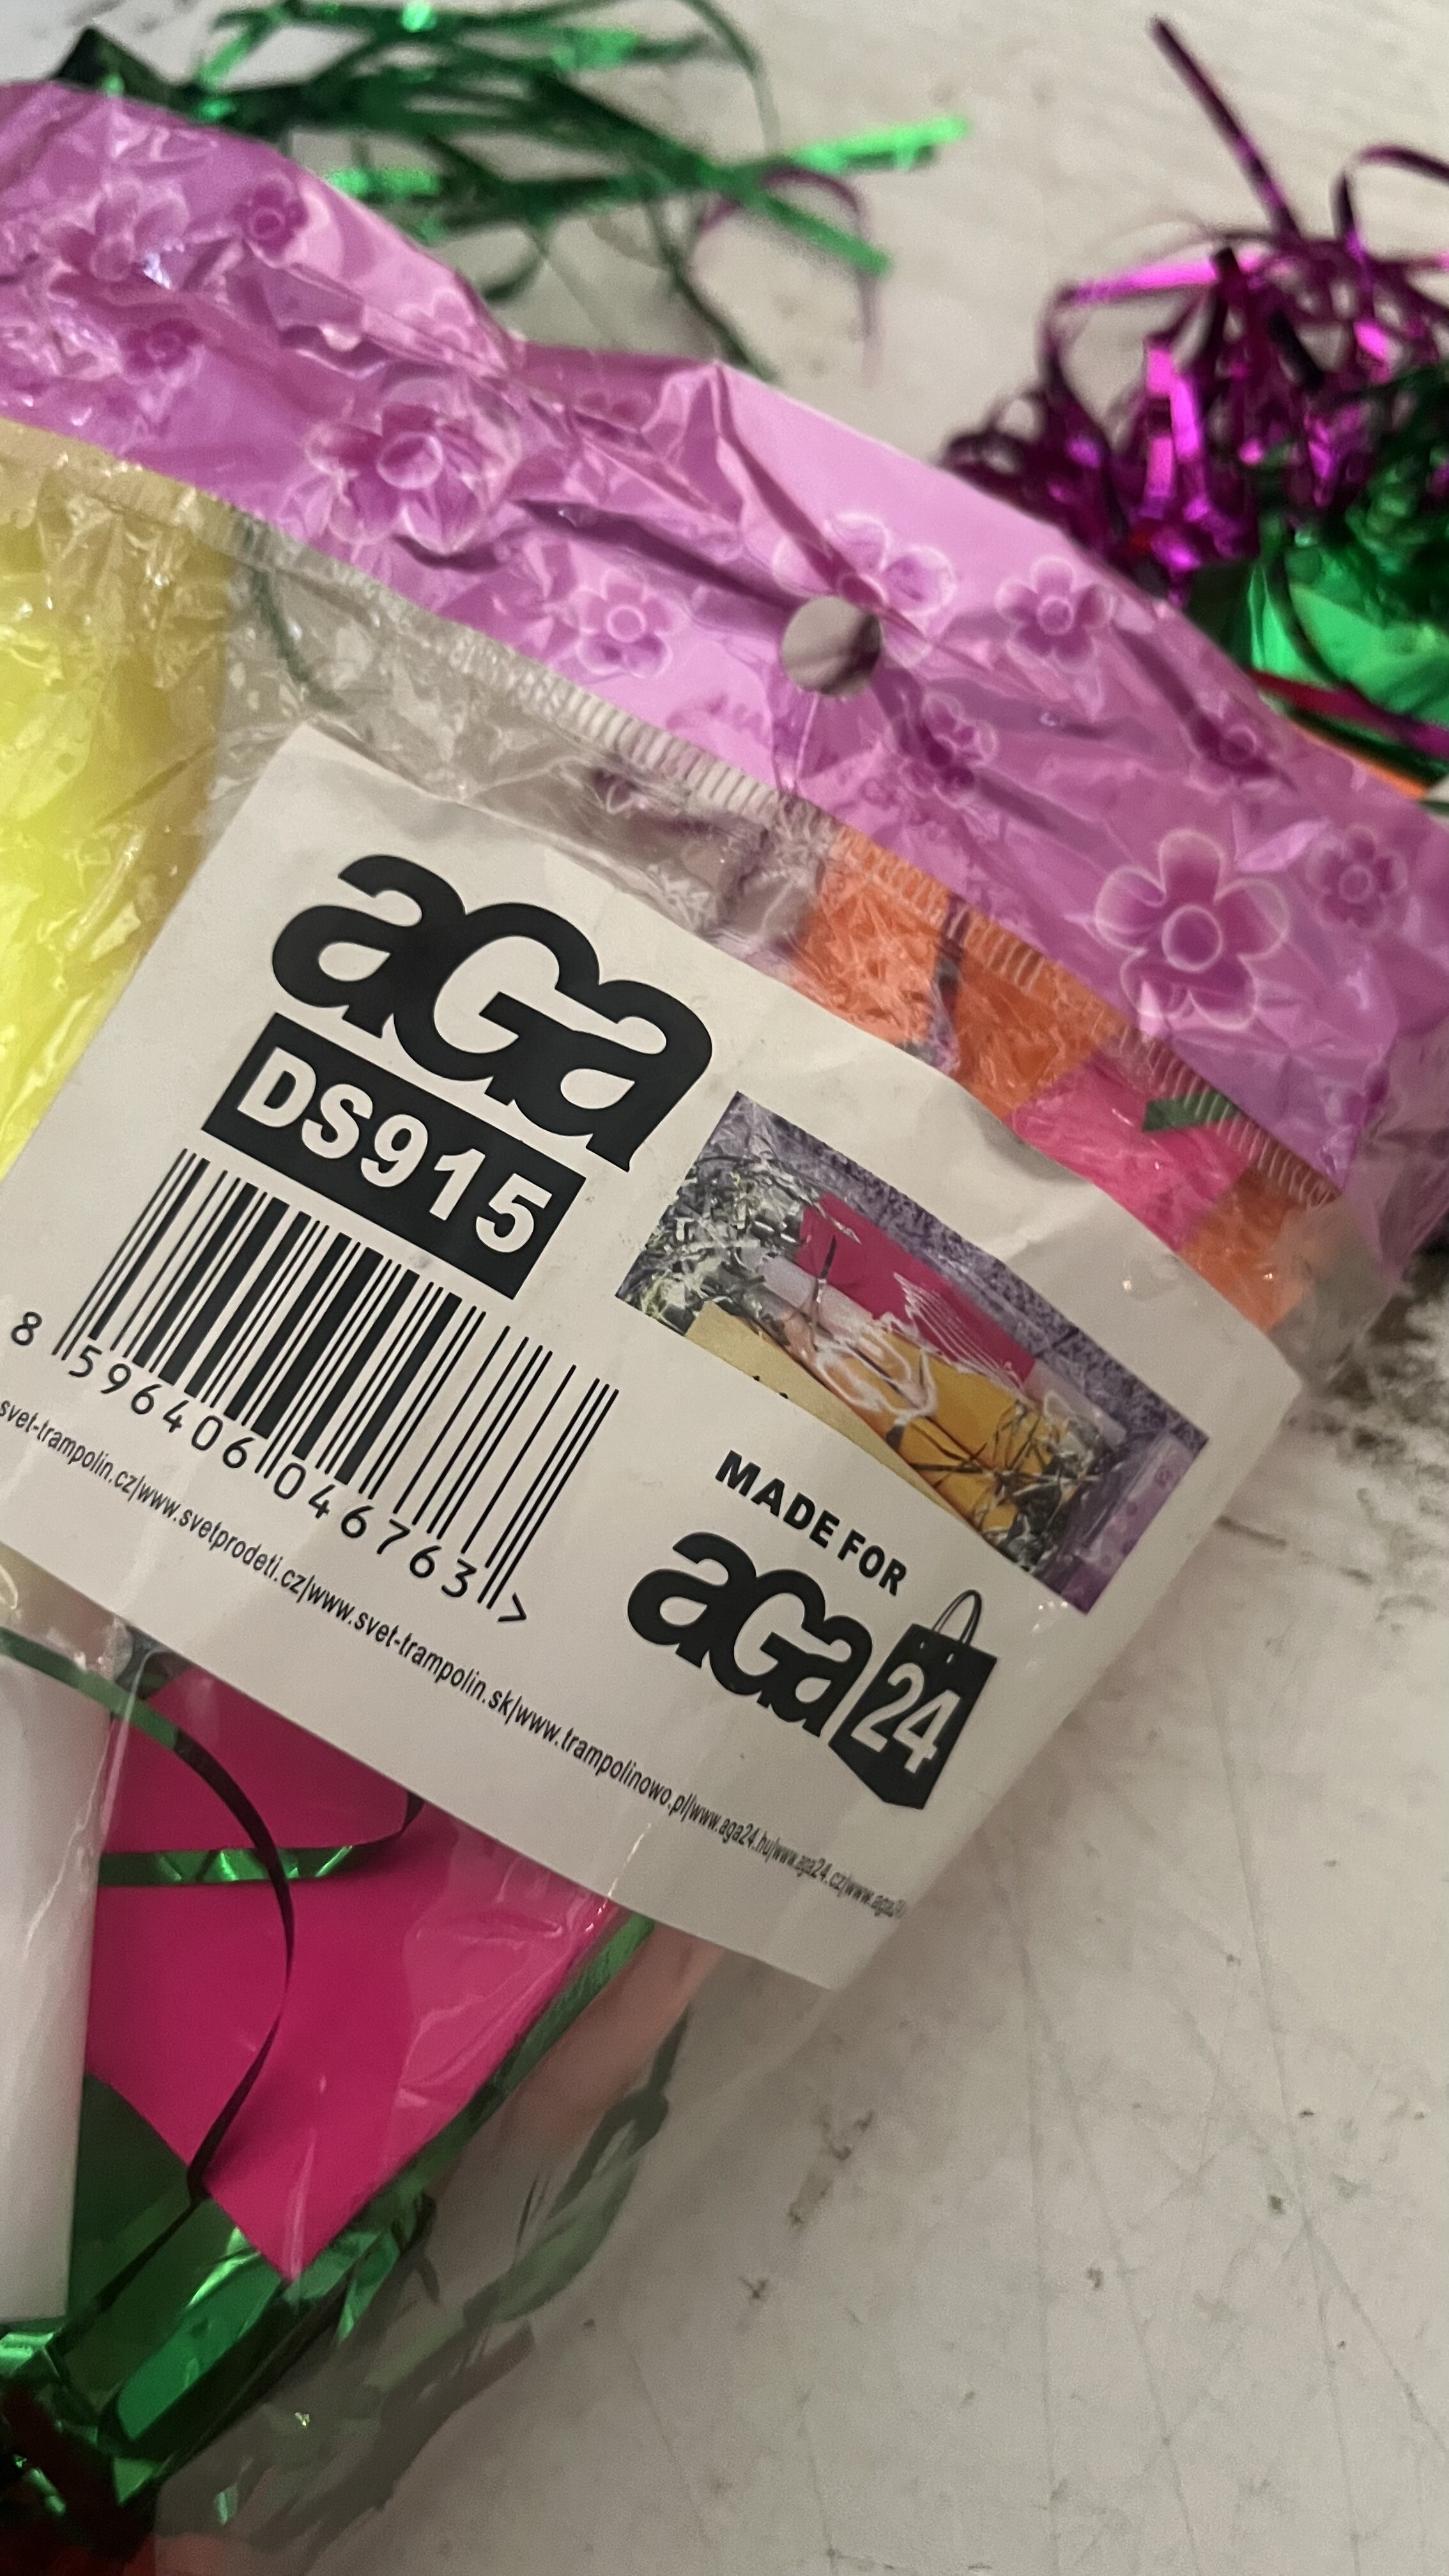 aGa
DS915
8 596406 046763 >
MADE FOR
aGa 24
svet-trampolin.cz|www.svetprodeti.cz|www.svet-trampolin.sk|www.trampolinowo.pl|www.aga24.hu|www.aga24.cz|